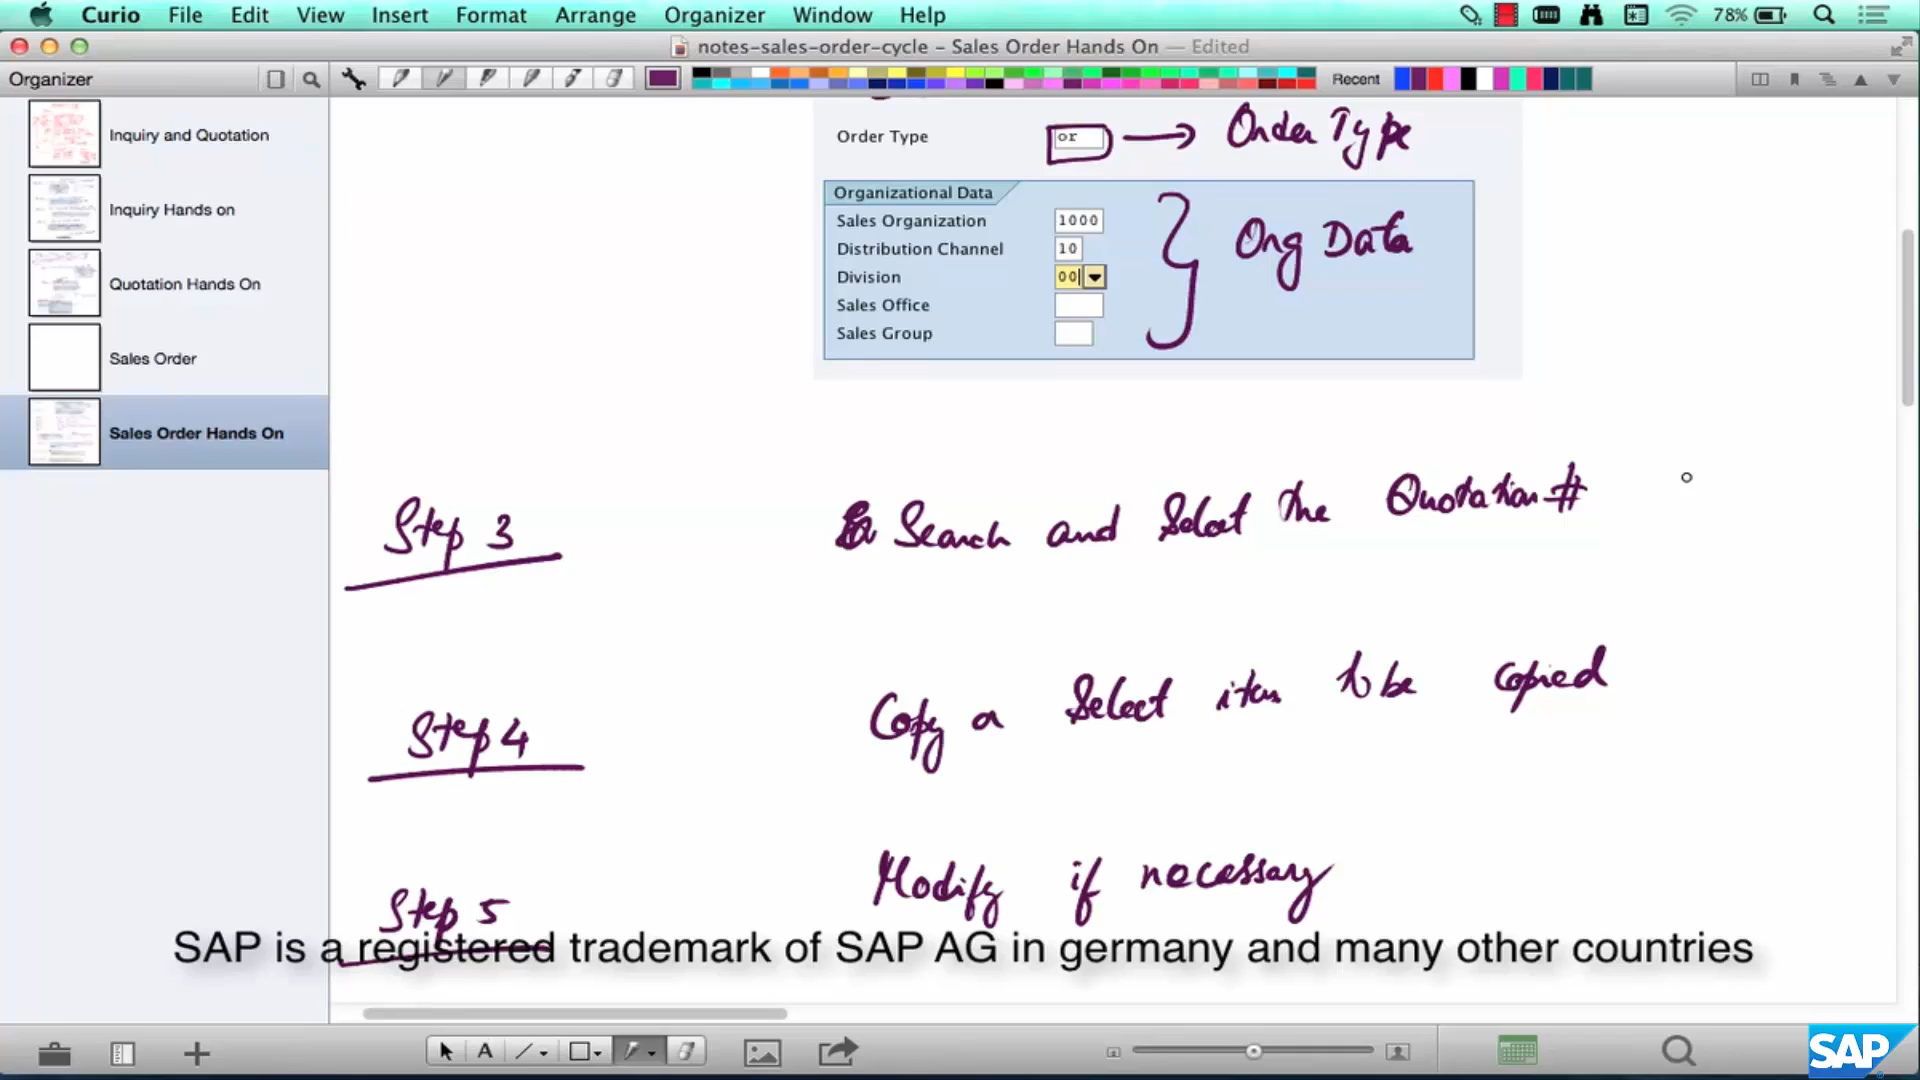 Curio File Edit View Insert Format Arrange Organizer Window Help 78%
notes-sales-order-cycle – Sales Order Hands On — Edited
Organizer
Recent
Inquiry and Quotation
Inquiry Hands on
Quotation Hands On
Sales Order
Sales Order Hands On
Order Type or → Order Type
Organizational Data
Sales Organization 1000
Distribution Channel 10
Division 00
Sales Office
Sales Group
Org Data
Step 3 Search and Select the Quotation #
Step 4 Copy or Select item to be copied
Step 5 Modify if necessary
SAP is a registered trademark of SAP AG in germany and many other countries
A
SAP